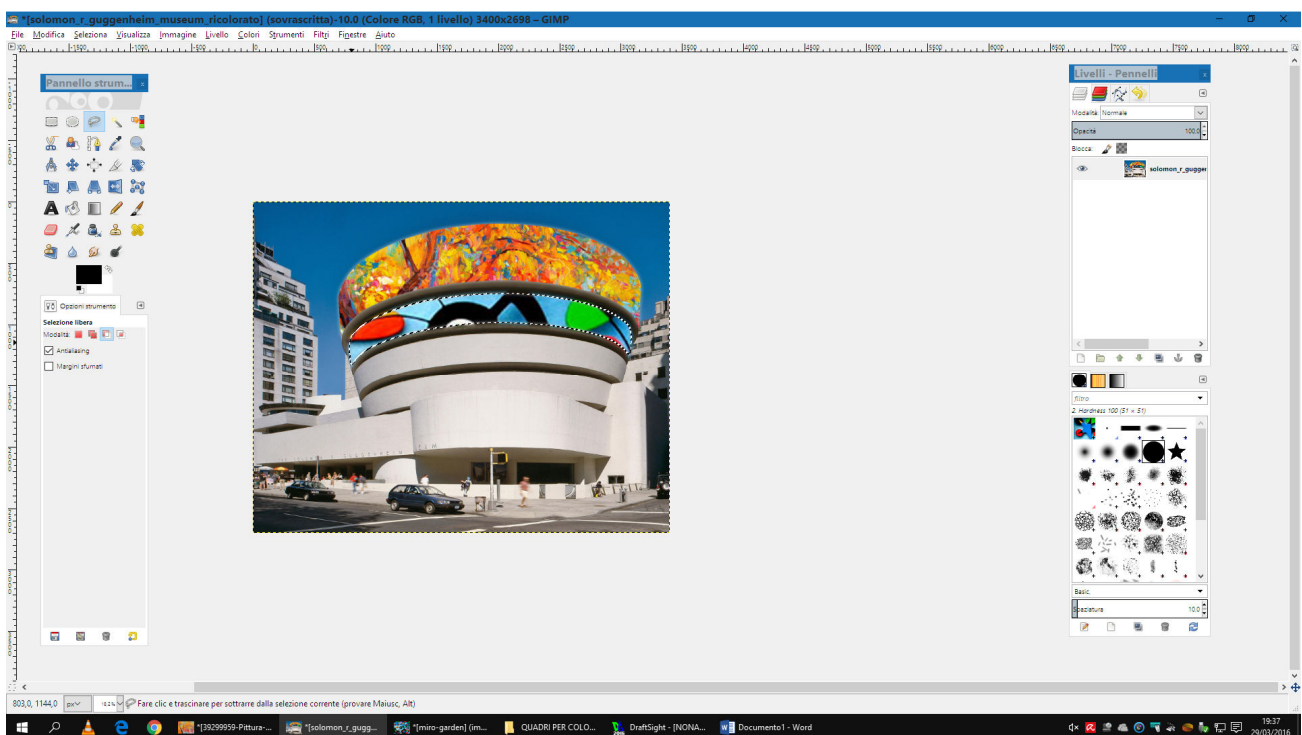 *[solomon_r_guggenheim_museum_ricolorato] (sovrascritta)-10.0 (Colore RGB, 1 livello) 3400x2698 – GIMP
File Modifica Seleziona Visualizza Immagine Livello Colori Strumenti Filtri Finestre Aiuto
Pannello strum...
Opzioni strumento
Selezione libera
Modalità:
Antialiasing
Margini sfumati
Livelli - Pennelli
Modalità: Normale
Opacità 100,0
Blocca:
solomon_r_gugger
filtro
2. Hardness 100 (51 × 51)
Basic,
Spaziatura 10,0
803,0, 1144,0 px Fare clic e trascinare per sottrarre dalla selezione corrente (provare Maiusc, Alt)
*[39299959-Pittura-... *[solomon_r_gugg... *[miro-garden] (im... QUADRI PER COLO... DraftSight - [NONA... Documento1 - Word
19:37
29/03/2016